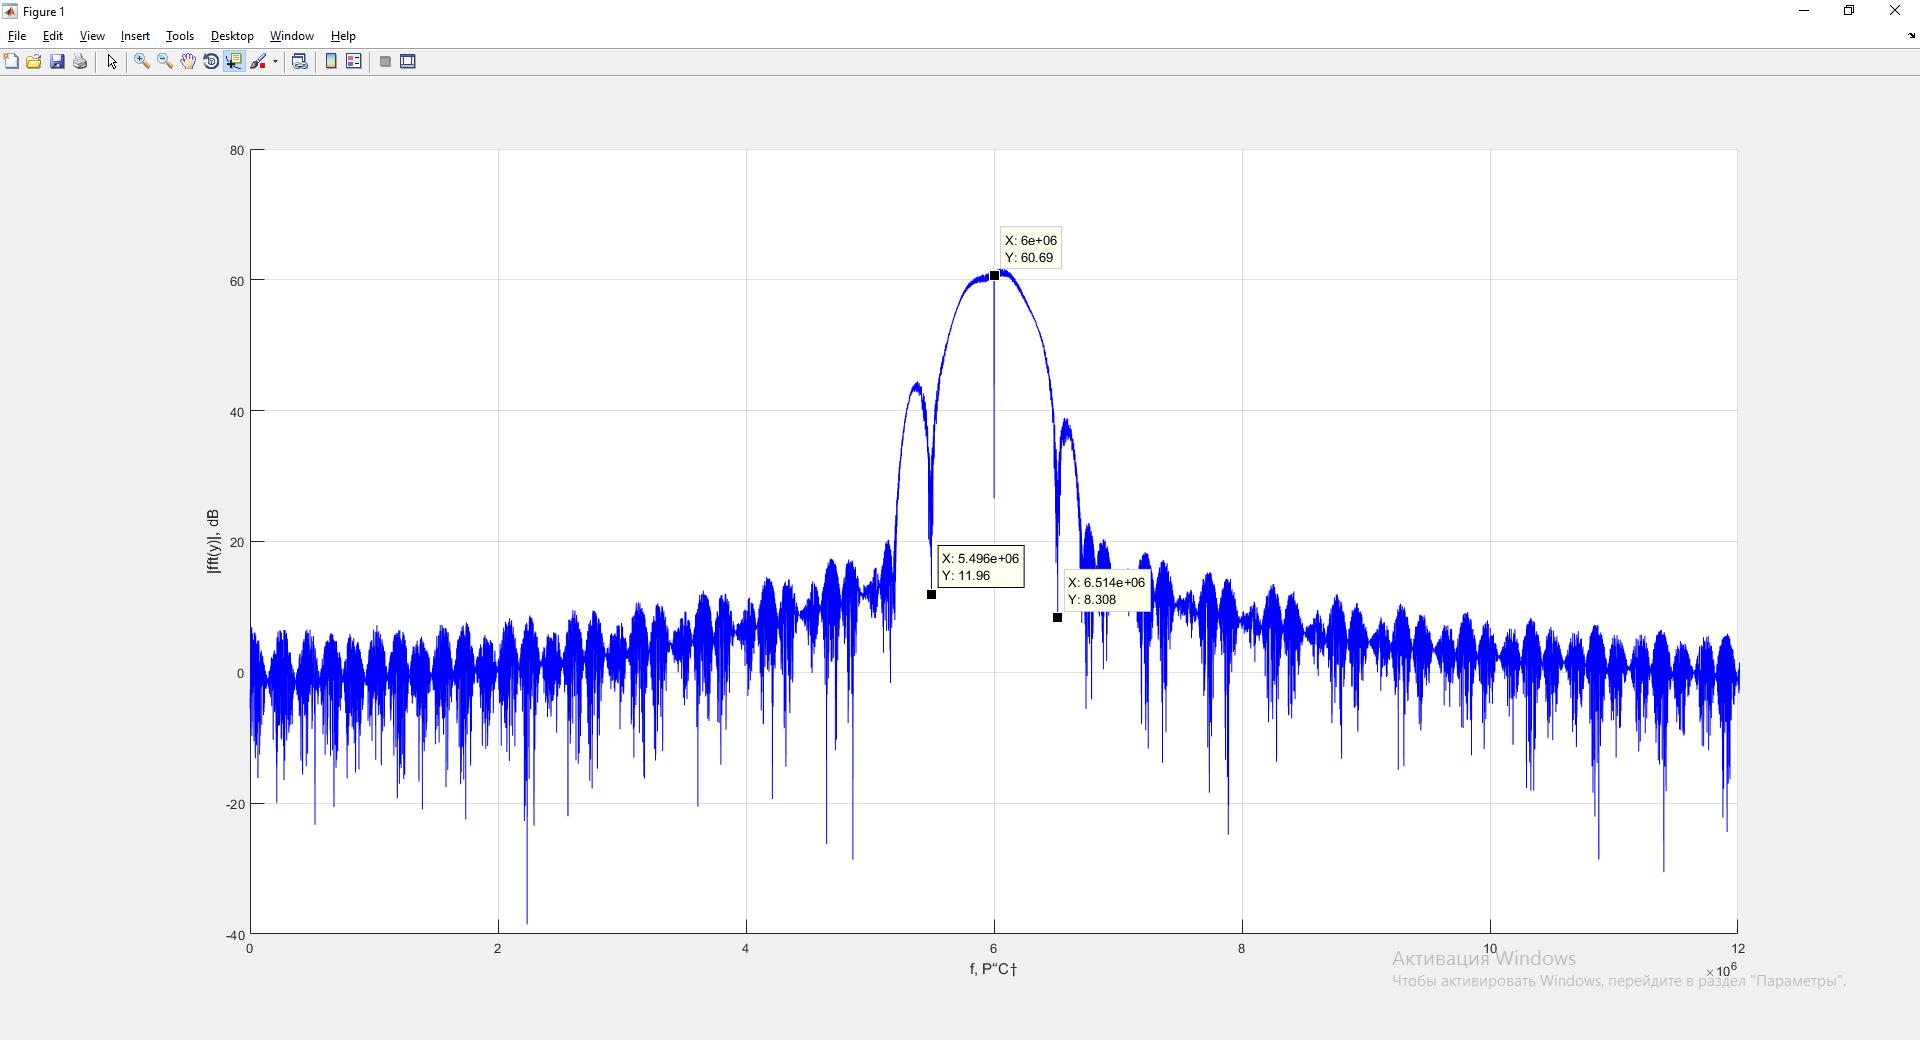 Figure 1
File Edit View Insert Tools Desktop Window Help
80
60
40
20
0
-20
-40
|fft(y)|, dB
X: 6e+06
Y: 60.69
X: 5.496e+06
Y: 11.96
X: 6.514e+06
Y: 8.308
0 2 4 6 8 10 12
×10^6
f, Р“С†
Активация Windows
Чтобы активировать Windows, перейдите в раздел "Параметры".